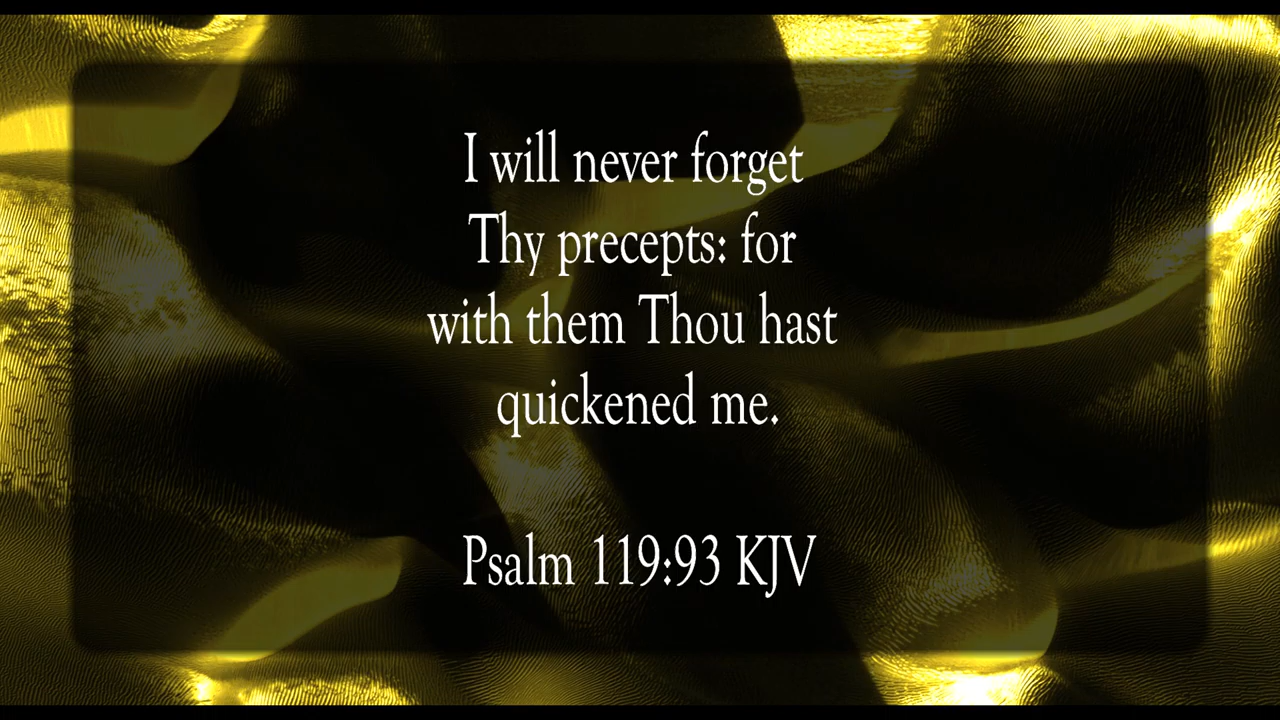 I will never forget
Thy precepts: for
with them Thou hast
quickened me.
Psalm 119:93 KJV